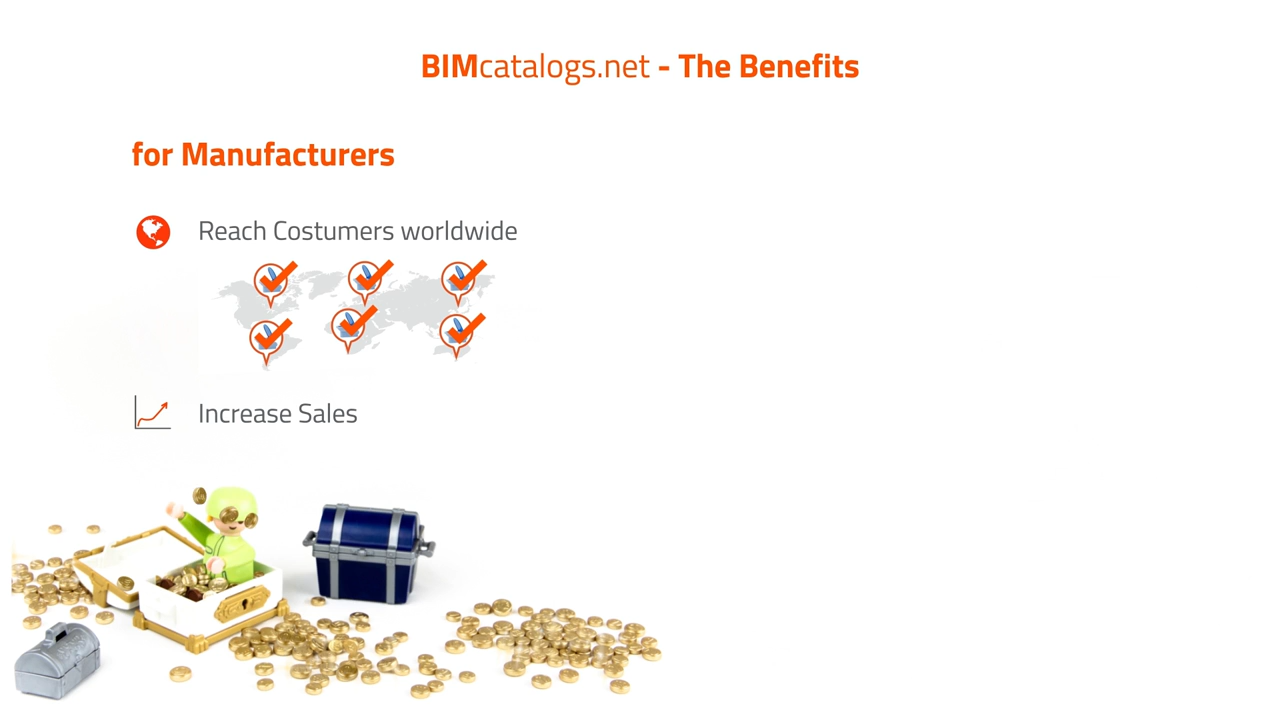 BIMcatalogs.net - The Benefits
for Manufacturers
Reach Costumers worldwide
Increase Sales